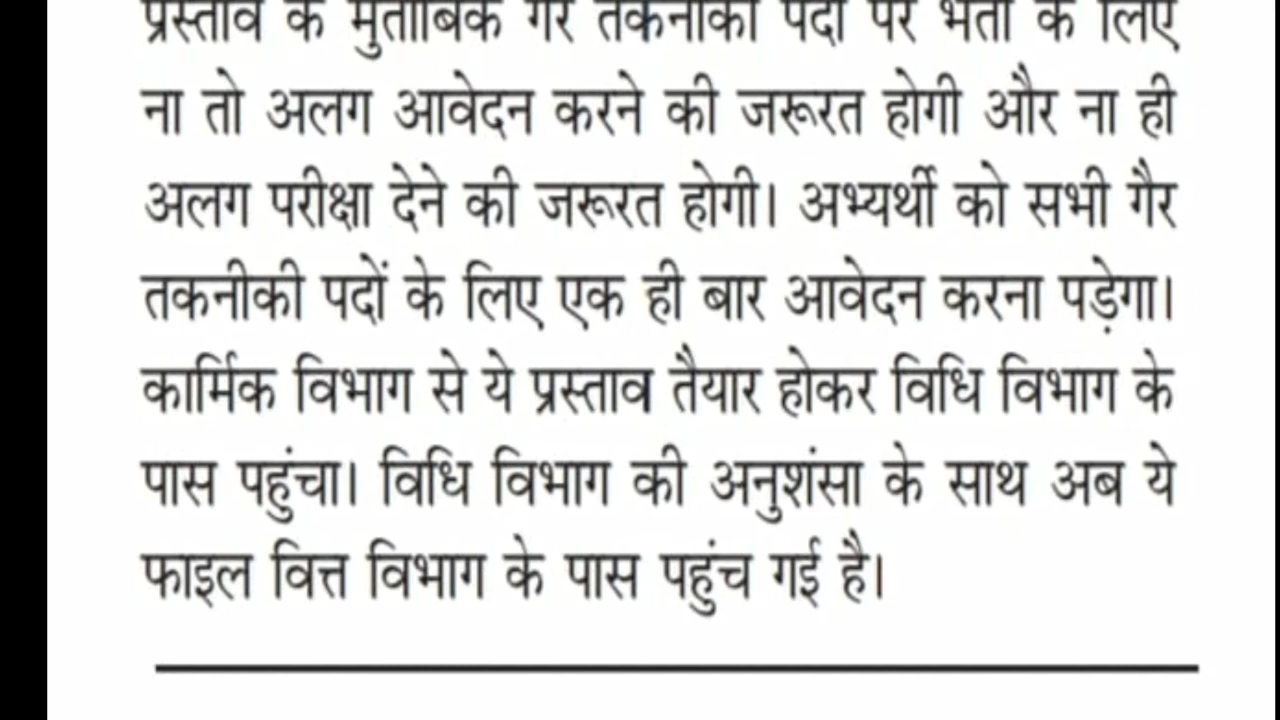 प्रस्ताव के मुताबिक गैर तकनीकी पदों पर भर्ती के लिए
ना तो अलग आवेदन करने की जरूरत होगी और ना ही
अलग परीक्षा देने की जरूरत होगी। अभ्यर्थी को सभी गैर
तकनीकी पदों के लिए एक ही बार आवेदन करना पड़ेगा।
कार्मिक विभाग से ये प्रस्ताव तैयार होकर विधि विभाग के
पास पहुंचा। विधि विभाग की अनुशंसा के साथ अब ये
फाइल वित्त विभाग के पास पहुंच गई है।